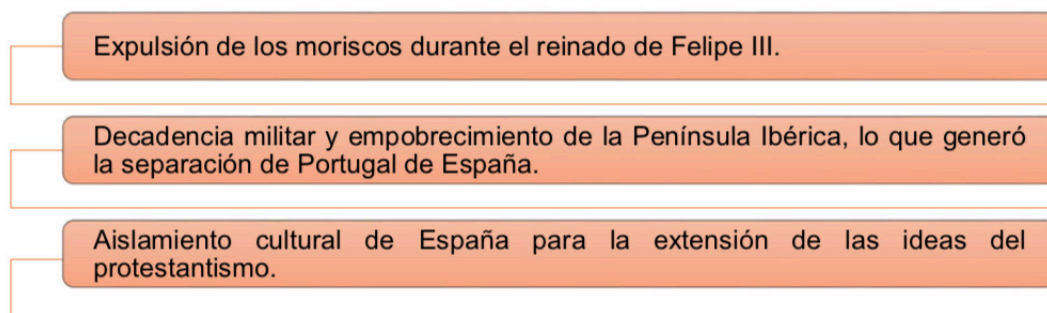 Expulsión de los moriscos durante el reinado de Felipe III.
Decadencia militar y empobrecimiento de la Península Ibérica, lo que generó
la separación de Portugal de España.
Aislamiento cultural de España para la extensión de las ideas del
protestantismo.